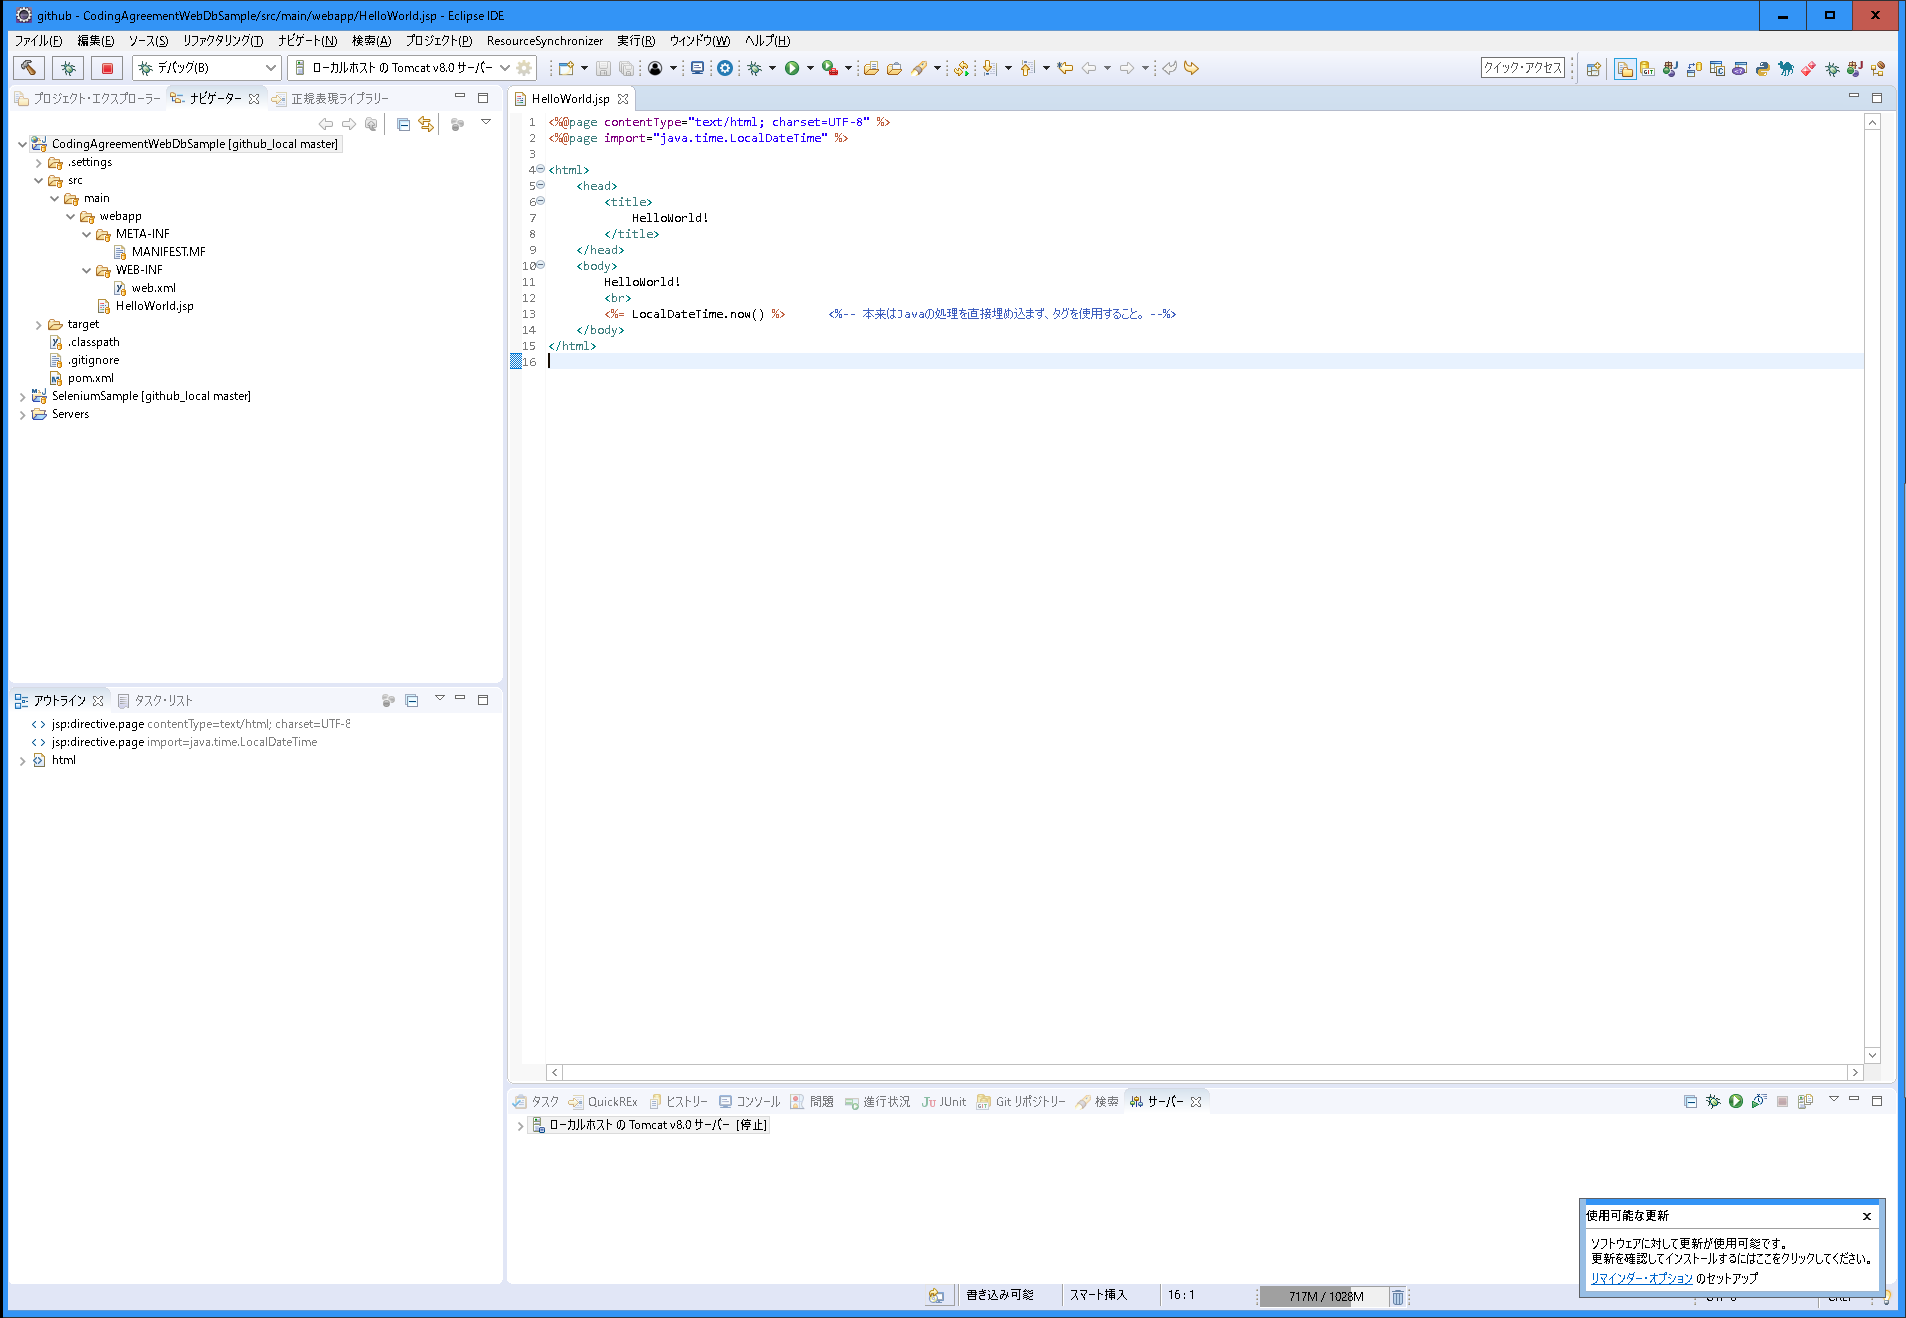 github - CodingAgreementWebDbSample/src/main/webapp/HelloWorld.jsp - Eclipse IDE
ファイル(F) 編集(E) ソース(S) リファクタリング(T) ナビゲート(N) 検索(A) プロジェクト(P) ResourceSynchronizer 実行(R) ウィンドウ(W) ヘルプ(H)
デバッグ(B) ローカルホスト の Tomcat v8.0 サーバー クイック・アクセス
プロジェクト・エクスプローラー ナビゲーター 正規表現ライブラリー
CodingAgreementWebDbSample [github_local master]
.settings
src
main
webapp
META-INF
MANIFEST.MF
WEB-INF
web.xml
HelloWorld.jsp
target
.classpath
.gitignore
pom.xml
SeleniumSample [github_local master]
Servers
アウトライン タスク・リスト
jsp:directive.page contentType=text/html; charset=UTF-8
jsp:directive.page import=java.time.LocalDateTime
html
HelloWorld.jsp
1 <%@page contentType="text/html; charset=UTF-8" %>
2 <%@page import="java.time.LocalDateTime" %>
3
4 <html>
5 <head>
6 <title>
7 HelloWorld!
8 </title>
9 </head>
10 <body>
11 HelloWorld!
12 <br>
13 <%= LocalDateTime.now() %> <%-- 本来はJavaの処理を直接埋め込まず、タグを使用すること。 --%>
14 </body>
15 </html>
16
タスク QuickREx ヒストリー コンソール 問題 進行状況 JUnit Git リポジトリー 検索 サーバー
ローカルホスト の Tomcat v8.0 サーバー [停止]
使用可能な更新 x
ソフトウェアに対して更新が使用可能です。
更新を確認してインストールするにはここをクリックしてください。
リマインダー・オプション のセットアップ
書き込み可能 スマート挿入 16 : 1 717M / 1028M